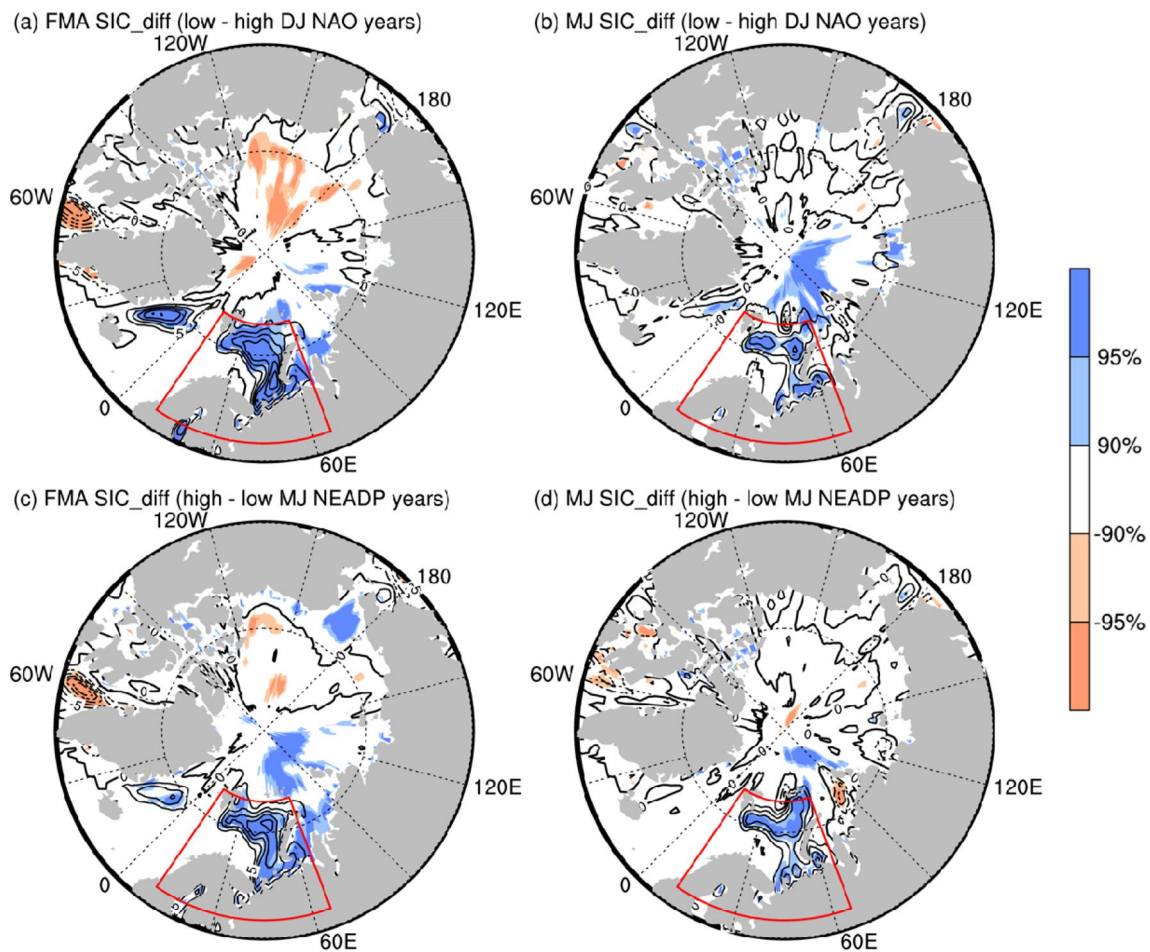 (a) FMA SIC_diff (low - high DJ NAO years)
(b) MJ SIC_diff (low - high DJ NAO years)
120W
180
60W
0
60E
120E
120W
180
60W
0
60E
120E
95%
90%
-90%
-95%
(c) FMA SIC_diff (high - low MJ NEADP years)
(d) MJ SIC_diff (high - low MJ NEADP years)
120W
180
60W
0
60E
120E
120W
180
60W
0
60E
120E